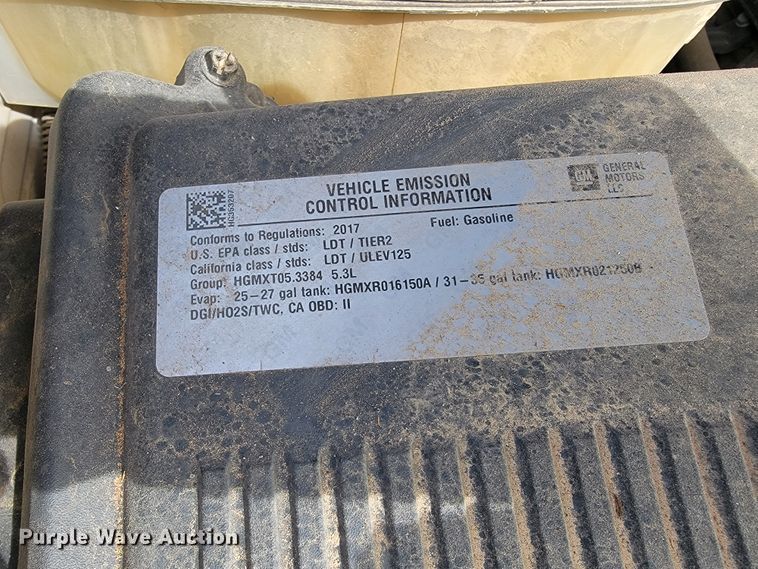 VEHICLE EMISSION
CONTROL INFORMATION
GM
GENERAL
MOTORS
LLC
HG353207
Conforms to Regulations: 2017 Fuel: Gasoline
U.S. EPA class / stds: LDT / TIER2
California class / stds: LDT / ULEV125
Group: HGMXT05.3384 5.3L
Evap: 25-27 gal tank: HGMXR016150A / 31-35 gal tank:
DGI/HO2S/TWC, CA OBD: II
Purple Wave Auction